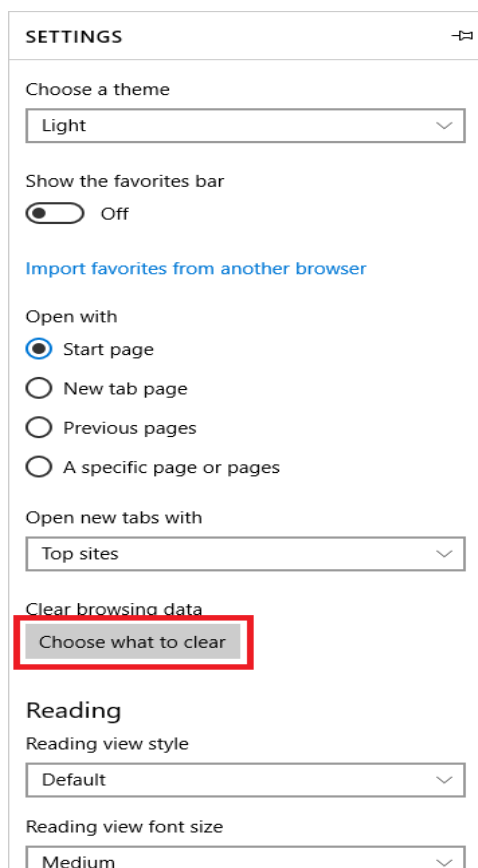 SETTINGS
Choose a theme
Light
Show the favorites bar
Off
Import favorites from another browser
Open with
Start page
New tab page
Previous pages
A specific page or pages
Open new tabs with
Top sites
Clear browsing data
Choose what to clear
Reading
Reading view style
Default
Reading view font size
Medium